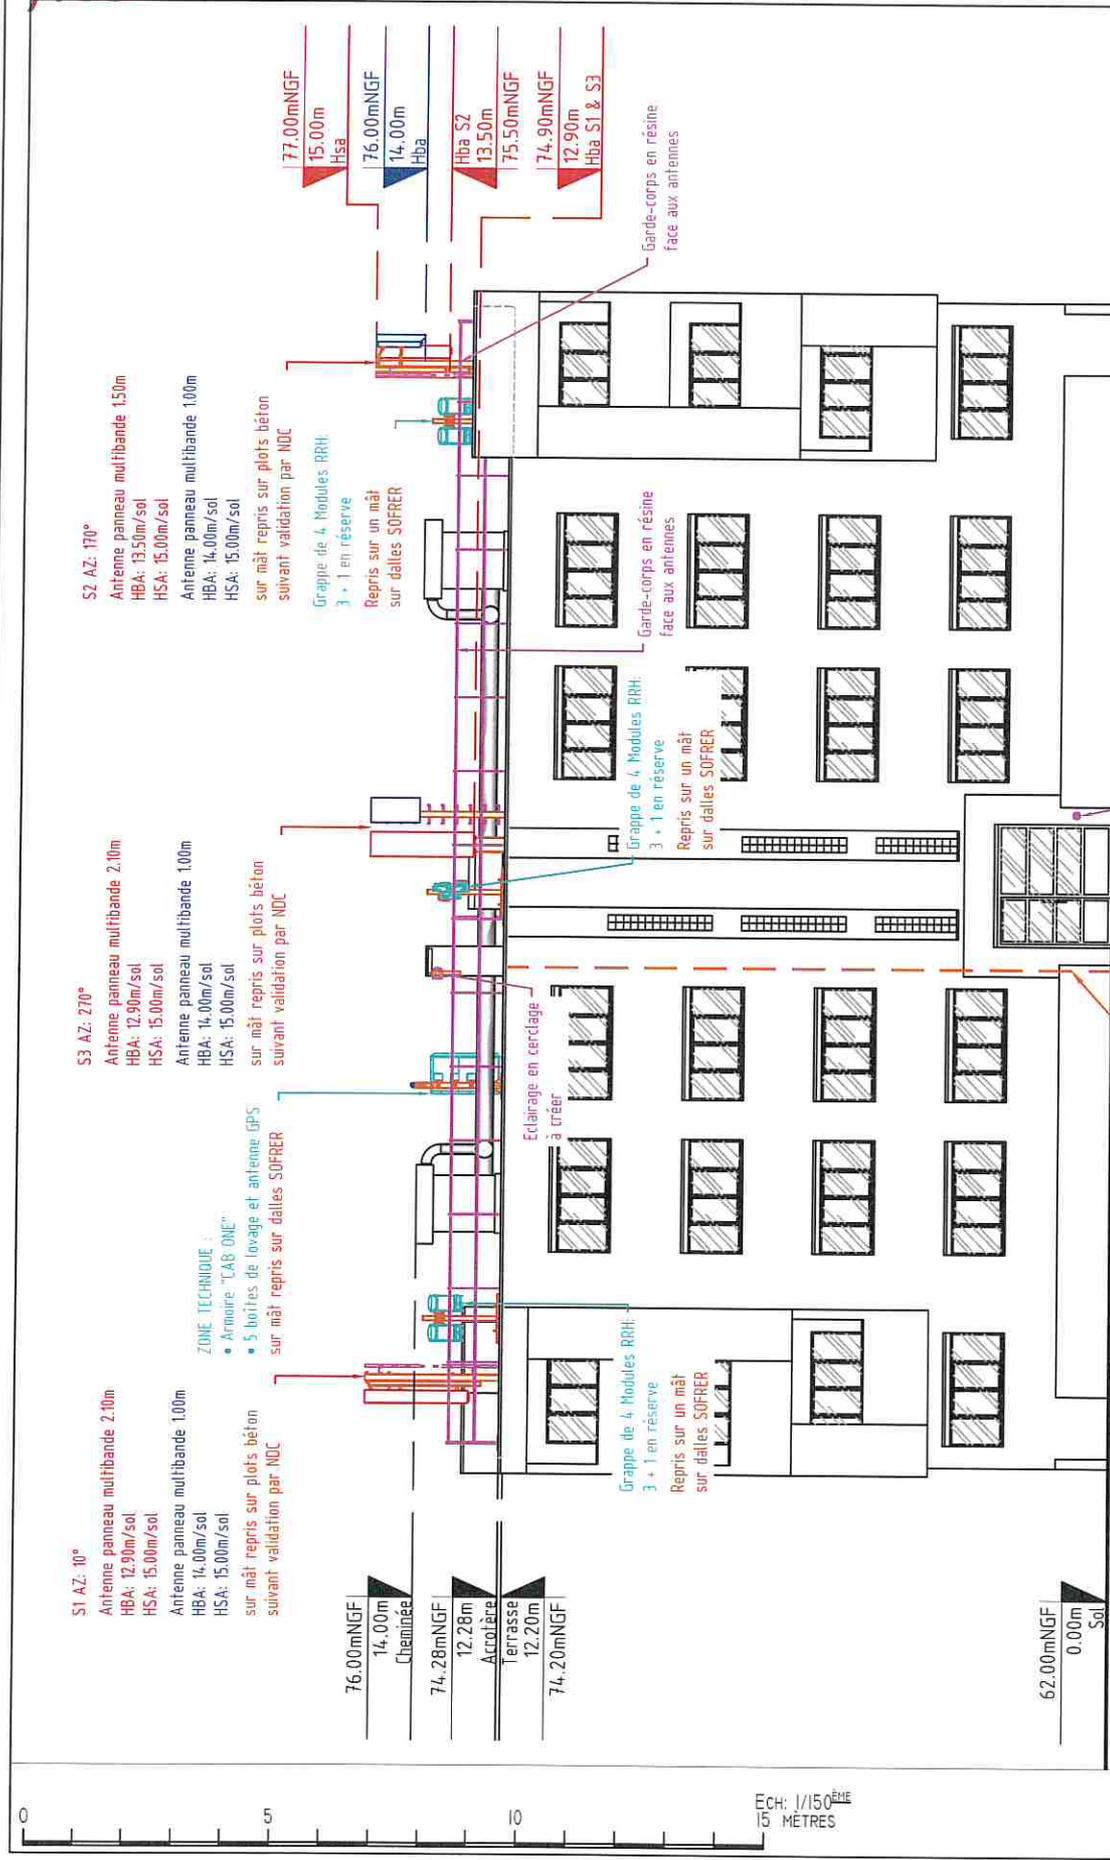 S1 AZ: 10°
Antenne panneau multibande 2.10m
HBA: 12.90m/sol
HSA: 15.00m/sol
Antenne panneau multibande 1.00m
HBA: 14.00m/sol
HSA: 15.00m/sol
sur mât repris sur plots béton
suivant validation par NDC
ZONE TECHNIQUE :
• Armoire "CAB ONE"
• 5 boîtes de lovage et antenne GPS
sur mât repris sur dalles SOFRER
S3 AZ: 270°
Antenne panneau multibande 2.10m
HBA: 12.90m/sol
HSA: 15.00m/sol
Antenne panneau multibande 1.00m
HBA: 14.00m/sol
HSA: 15.00m/sol
sur mât repris sur plots béton
suivant validation par NDC
S2 AZ: 170°
Antenne panneau multibande 1.50m
HBA: 13.50m/sol
HSA: 15.00m/sol
Antenne panneau multibande 1.00m
HBA: 14.00m/sol
HSA: 15.00m/sol
sur mât repris sur plots béton
suivant validation par NDC
Grappe de 4 Modules RRH:
3 + 1 en réserve
Repris sur un mât
sur dalles SOFRER
77.00mNGF
15.00m
Hsa
76.00mNGF
14.00m
Hba
Hba S2
13.50m
75.50mNGF
74.90mNGF
12.90m
Hba S1 & S3
76.00mNGF
14.00m
Cheminée
74.28mNGF
12.28m
Acrotère
Terrasse
12.20m
74.20mNGF
Eclairage en cerclage
à créer
Garde-corps en résine
face aux antennes
Garde-corps en résine
face aux antennes
Grappe de 4 Modules RRH:
3 + 1 en réserve
Repris sur un mât
sur dalles SOFRER
Grappe de 4 Modules RRH:
3 + 1 en réserve
Repris sur un mât
sur dalles SOFRER
62.00mNGF
0.00m
Sol
0
5
10
15 MÈTRES
ECH: 1/150ÈME